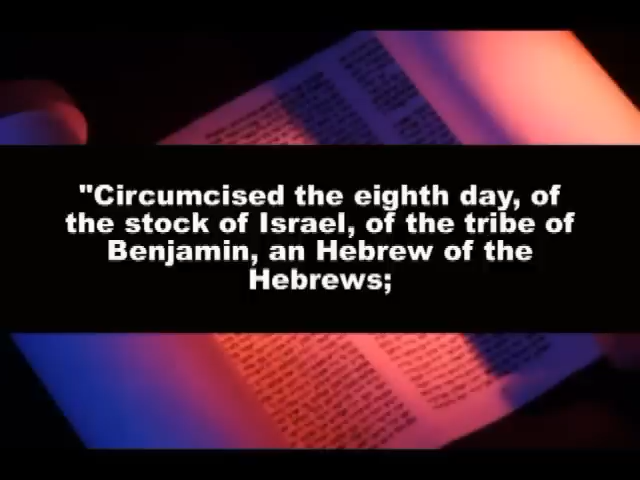 "Circumcised the eighth day, of
the stock of Israel, of the tribe of
Benjamin, an Hebrew of the
Hebrews;